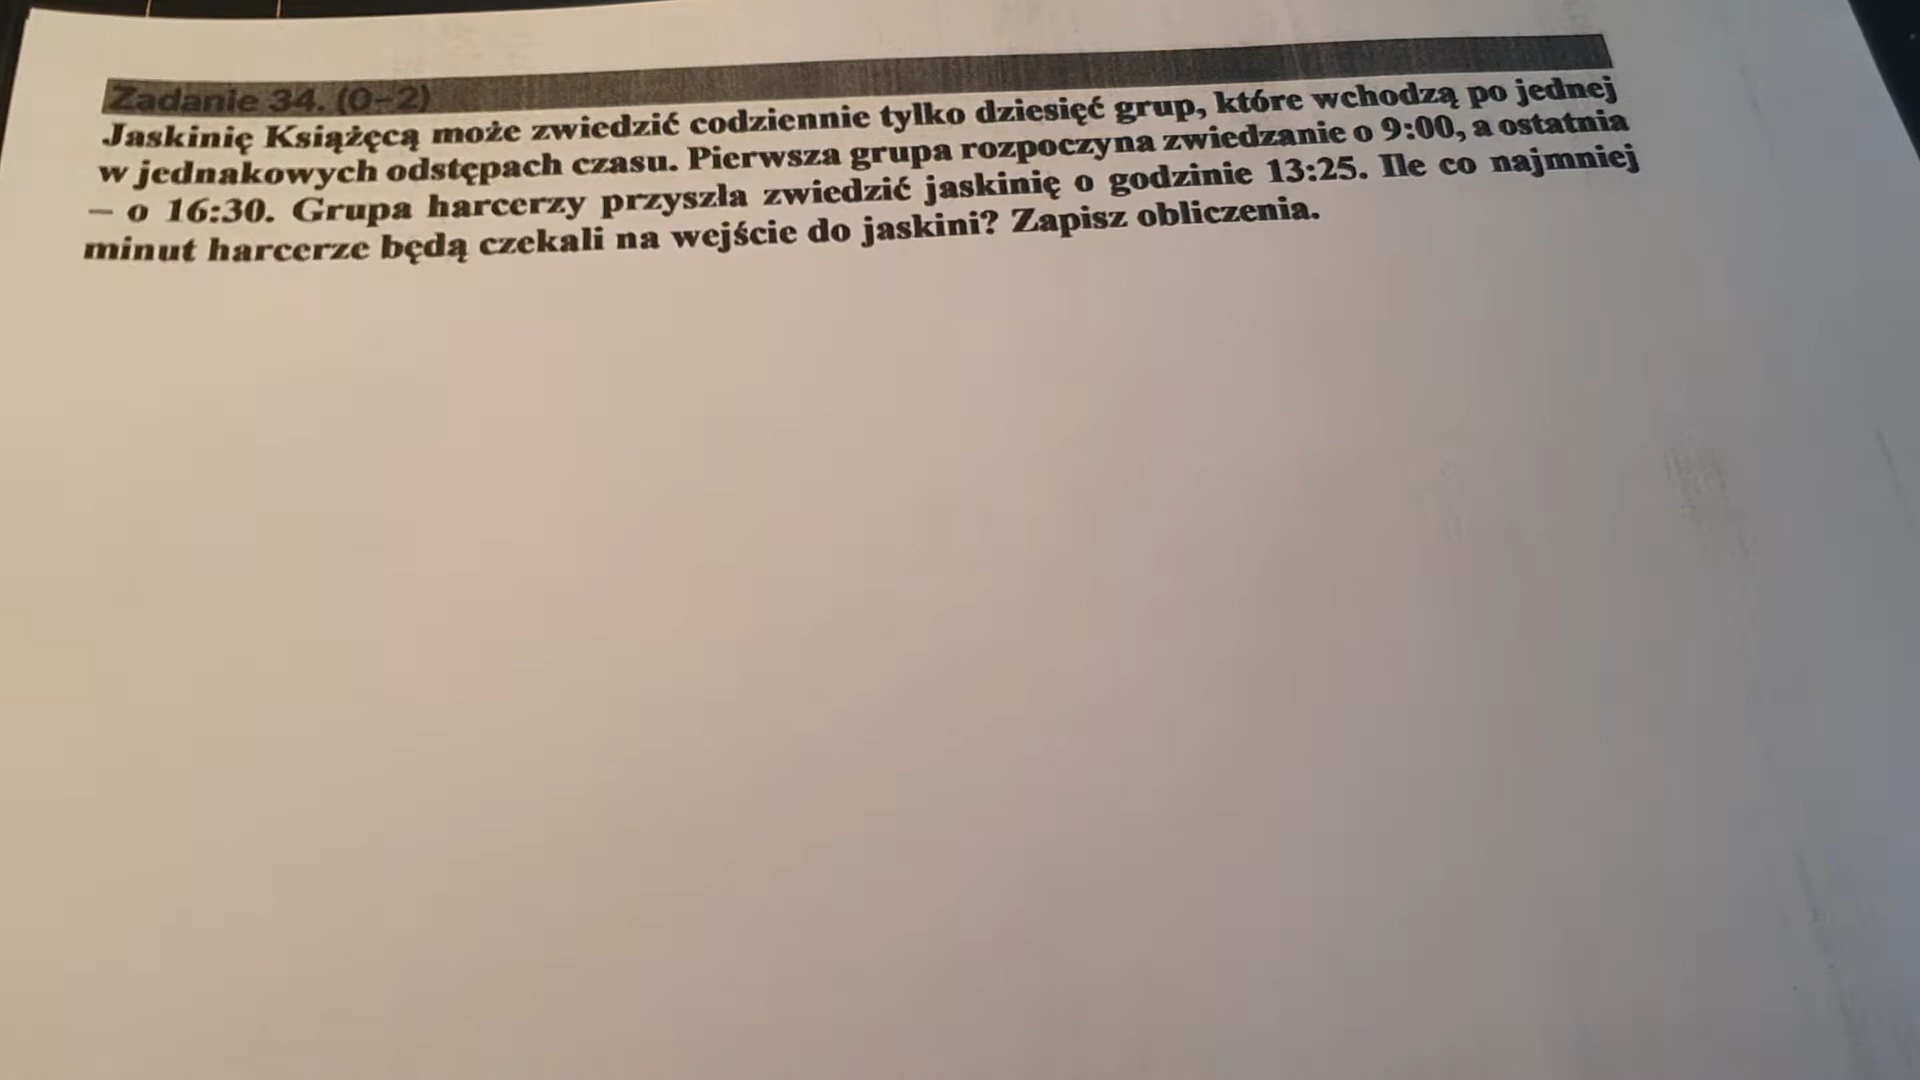 Zadanie 34. (0–2)
Jaskinię Książęcą może zwiedzić codziennie tylko dziesięć grup, które wchodzą po jednej
w jednakowych odstępach czasu. Pierwsza grupa rozpoczyna zwiedzanie o 9:00, a ostatnia
– o 16:30. Grupa harcerzy przyszła zwiedzić jaskinię o godzinie 13:25. Ile co najmniej
minut harcerze będą czekali na wejście do jaskini? Zapisz obliczenia.